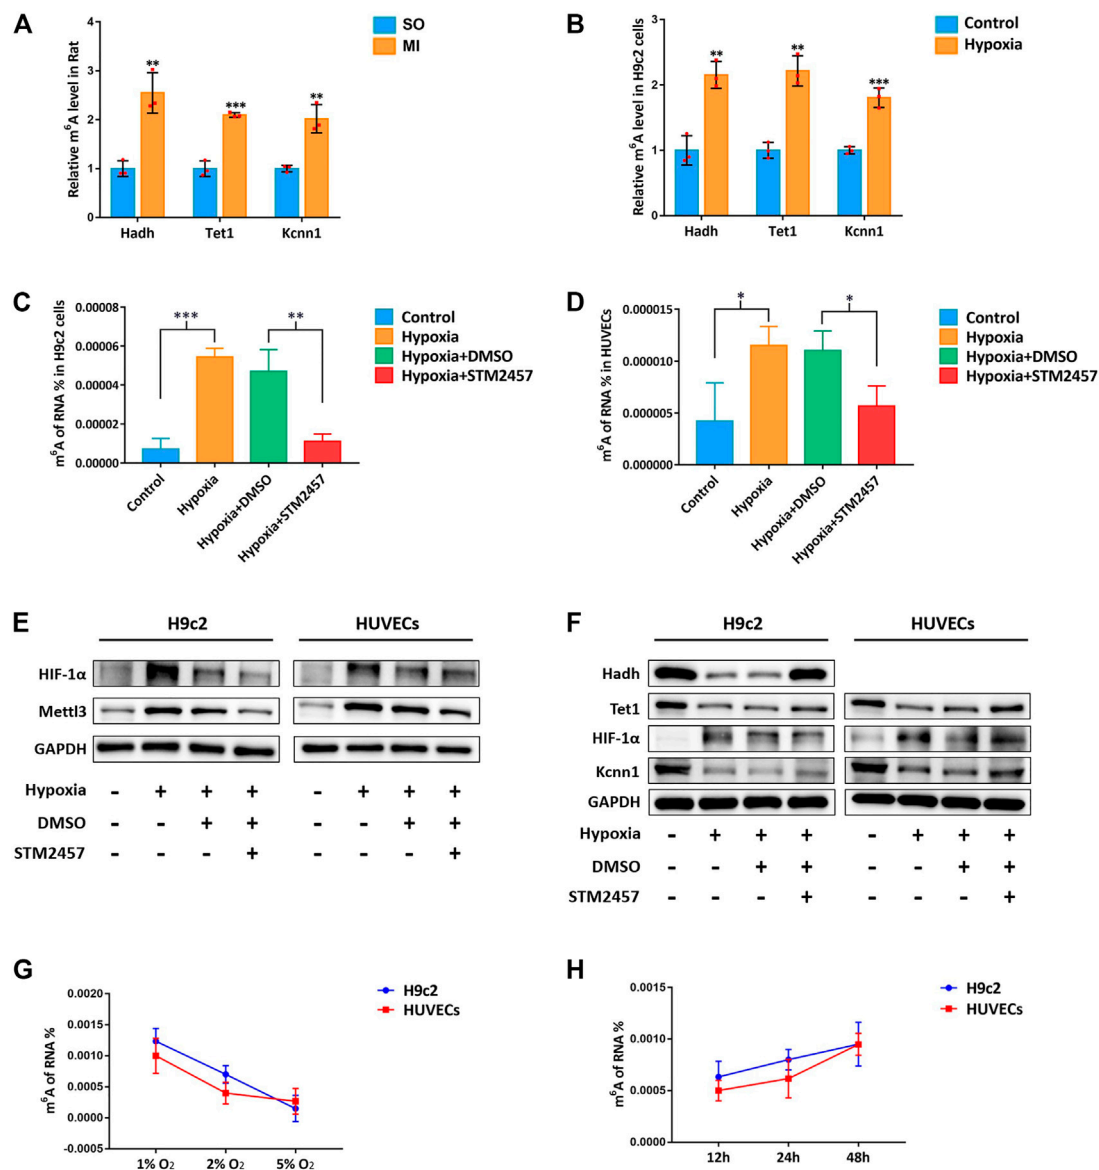 A
Relative m6A level in Rat
4
3
2
1
0
**
***
**
Hadh
Tet1
Kcnn1
SO
MI
B
Relative m6A level in H9c2 cells
3
2
1
0
**
**
***
Hadh
Tet1
Kcnn1
Control
Hypoxia
C
m6A of RNA % in H9c2 cells
0.00008
0.00006
0.00004
0.00002
0.00000
***
**
Control
Hypoxia
Hypoxia+DMSO
Hypoxia+STM2457
Control
Hypoxia
Hypoxia+DMSO
Hypoxia+STM2457
D
m6A of RNA % in HUVECs
0.000015
0.000010
0.000005
0.000000
*
*
Control
Hypoxia
Hypoxia+DMSO
Hypoxia+STM2457
Control
Hypoxia
Hypoxia+DMSO
Hypoxia+STM2457
E
H9c2 HUVECs
HIF-1α
Mettl3
GAPDH
Hypoxia - + + + - + + +
DMSO - - + + - - + +
STM2457 - - - + - - - +
F
H9c2 HUVECs
Hadh
Tet1
HIF-1α
Kcnn1
GAPDH
Hypoxia - + + + - + + +
DMSO - - + + - - + +
STM2457 - - - + - - - +
G
m6A of RNA %
0.0020
0.0015
0.0010
0.0005
0.0000
-0.0005
1% O2
2% O2
5% O2
H9c2
HUVECs
H
m6A of RNA %
0.0015
0.0010
0.0005
0.0000
12h
24h
48h
H9c2
HUVECs